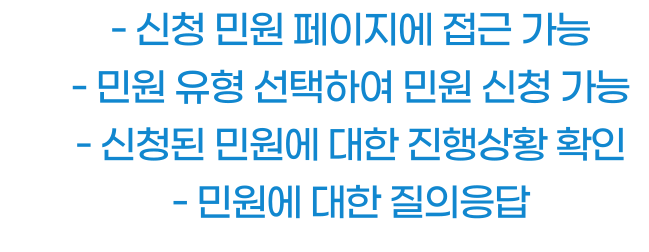 - 신청 민원 페이지에 접근 가능
- 민원 유형 선택하여 민원 신청 가능
- 신청된 민원에 대한 진행상황 확인
- 민원에 대한 질의응답